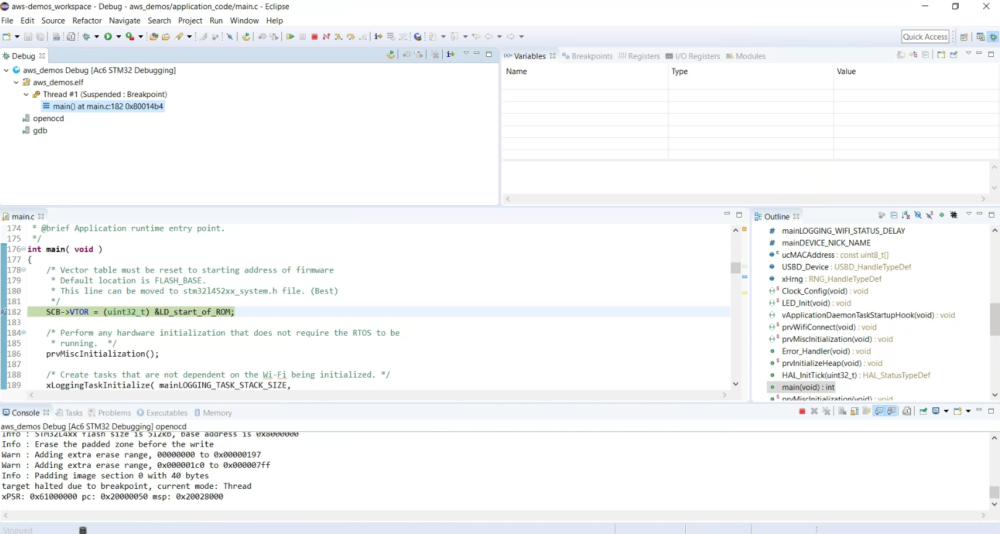 aws-demos_workspace - Debug - aws_demos/application_code/main.c - Eclipse
File Edit Source Refactor Navigate Search Project Run Window Help
Quick Access
Debug
aws_demos Debug [Ac6 STM32 Debugging]
aws_demos.elf
Thread #1 (Suspended : Breakpoint)
main() at main.c:182 0x80014b4
openocd
gdb
(x)= Variables Breakpoints Registers I/O Registers Modules
Name Type Value
main.c
174 * @brief Application runtime entry point.
175 */
176 int main( void )
177 {
178 /* Vector table must be reset to starting address of firmware
179 * Default location is FLASH_BASE.
180 * This line can be moved to stm32l452xx_system.h file. (Best)
181 */
182 SCB->VTOR = (uint32_t) &LD_start_of_ROM;
183
184 /* Perform any hardware initialization that does not require the RTOS to be
185 * running. */
186 prvMiscInitialization();
187
188 /* Create tasks that are not dependent on the Wi-Fi being initialized. */
189 xLoggingTaskInitialize( mainLOGGING_TASK_STACK_SIZE,
Outline
# mainLOGGING_WIFI_STATUS_DELAY
# mainDEVICE_NICK_NAME
ucMACAddress : const uint8_t[]
USBD_Device : USBD_HandleTypeDef
xHrng : RNG_HandleTypeDef
Clock_Config(void) : void
LED_Init(void) : void
vApplicationDaemonTaskStartupHook(void) : void
prvWifiConnect(void) : void
prvMiscInitialization(void) : void
Error_Handler(void) : void
prvInitializeHeap(void) : void
HAL_InitTick(uint32_t) : HAL_StatusTypeDef
main(void) : int
prvMiscInitialization(void) : void
Console Tasks Problems Executables Memory
aws_demos Debug [Ac6 STM32 Debugging] openocd
Info : STM32L4xx flash size is 512kb, base address is 0x8000000
Info : Erase the padded zone before the write
Warn : Adding extra erase range, 00000000 to 0x00000197
Warn : Adding extra erase range, 0x000001c0 to 0x000007ff
Info : Padding image section 0 with 40 bytes
target halted due to breakpoint, current mode: Thread
xPSR: 0x61000000 pc: 0x20000050 msp: 0x20028000
Stopped